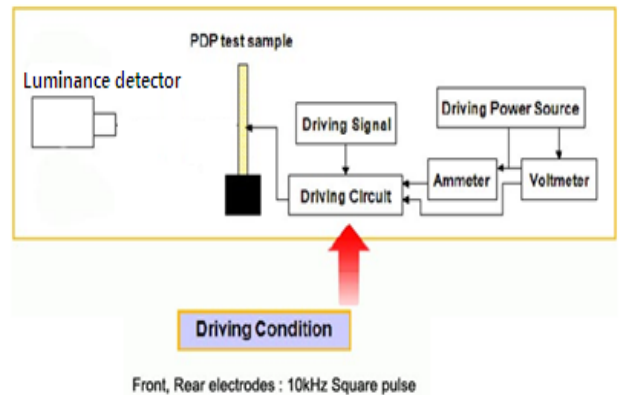 PDP test sample
Luminance detector
Driving Power Source
Driving Signal
Ammeter
Voltmeter
Driving Circuit
Driving Condition
Front, Rear electrodes : 10kHz Square pulse